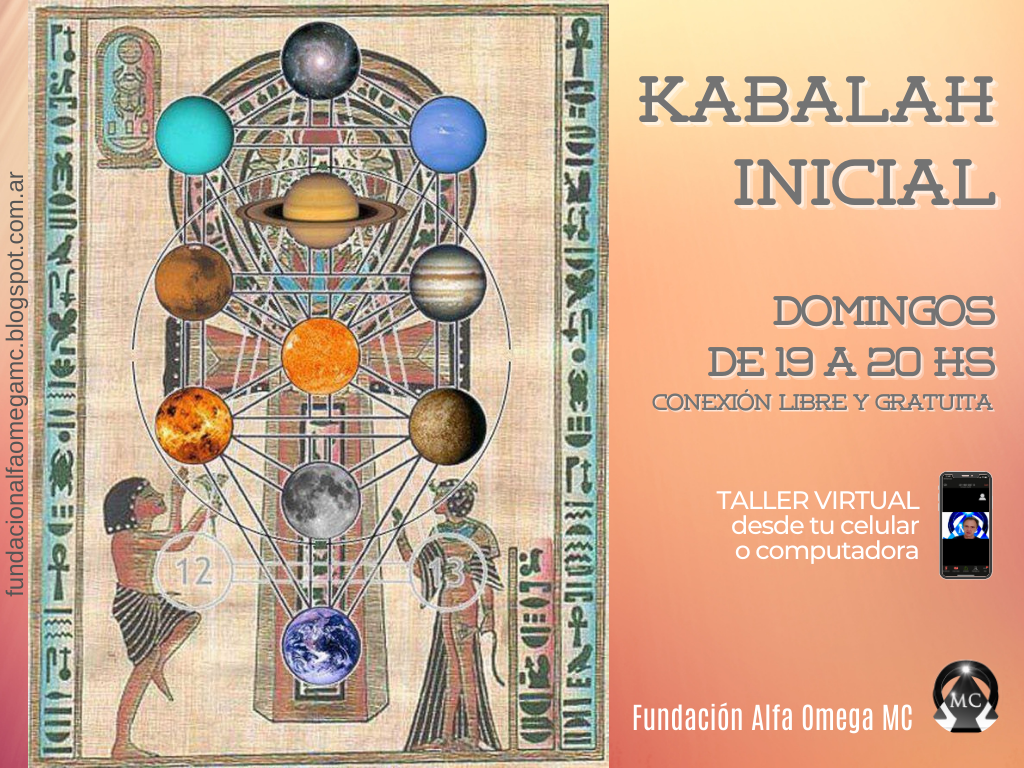 fundacionalfaomegamc.blogspot.com.ar
12
13
KABALAH
INICIAL
DOMINGOS
DE 19 A 20 HS
CONEXIÓN LIBRE Y GRATUITA
TALLER VIRTUAL
desde tu celular
o computadora
Fundación Alfa Omega MC
MC